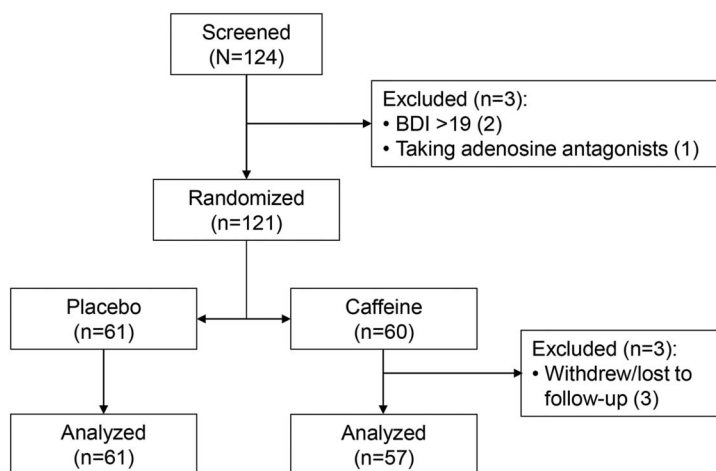 Screened
(N=124)
Excluded (n=3):
• BDI >19 (2)
• Taking adenosine antagonists (1)
Randomized
(n=121)
Placebo
(n=61)
Caffeine
(n=60)
Excluded (n=3):
• Withdrew/lost to
follow-up (3)
Analyzed
(n=61)
Analyzed
(n=57)